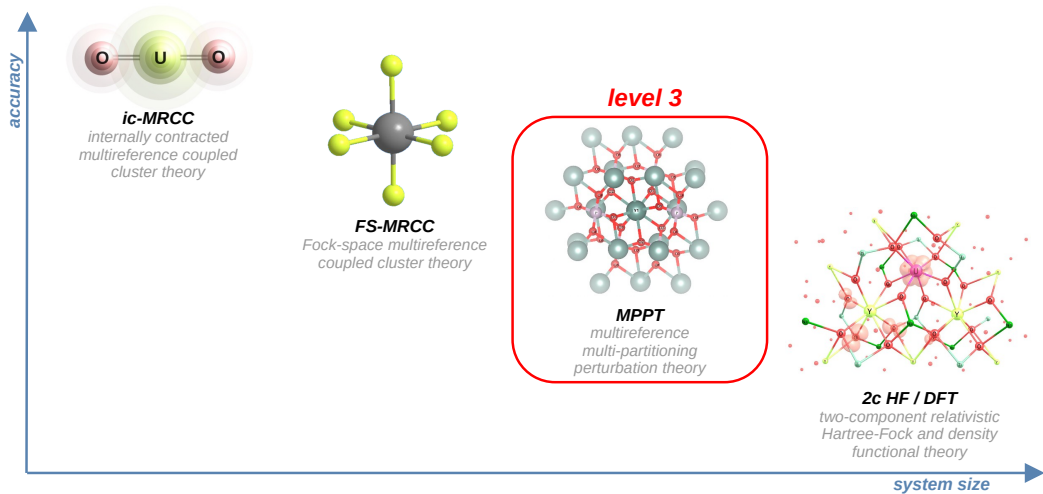 accuracy
O U O
ic-MRCC
internally contracted
multireference coupled
cluster theory
FS-MRCC
Fock-space multireference
coupled cluster theory
level 3
MPPT
multireference
multi-partitioning
perturbation theory
U
Y Y
2c HF / DFT
two-component relativistic
Hartree-Fock and density
functional theory
system size